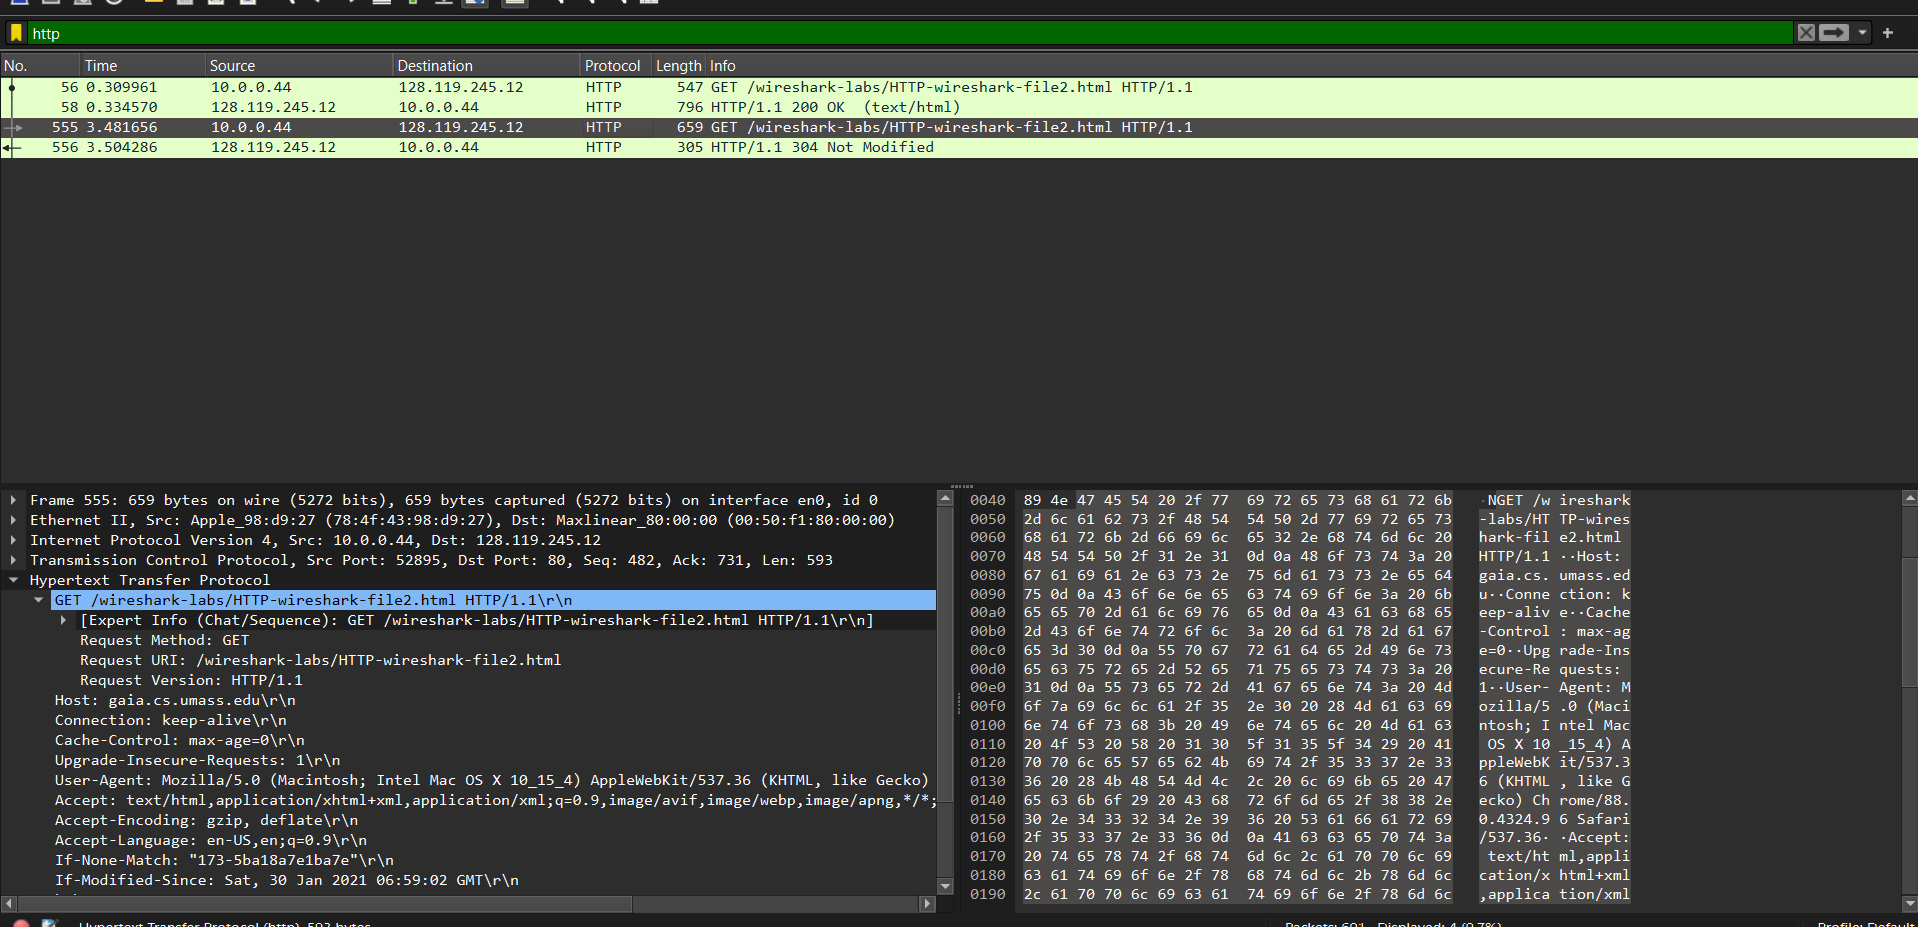 http
No. Time Source Destination Protocol Length Info
56 0.309961 10.0.0.44 128.119.245.12 HTTP 547 GET /wireshark-labs/HTTP-wireshark-file2.html HTTP/1.1
58 0.334570 128.119.245.12 10.0.0.44 HTTP 796 HTTP/1.1 200 OK (text/html)
555 3.481656 10.0.0.44 128.119.245.12 HTTP 659 GET /wireshark-labs/HTTP-wireshark-file2.html HTTP/1.1
556 3.504286 128.119.245.12 10.0.0.44 HTTP 305 HTTP/1.1 304 Not Modified
Frame 555: 659 bytes on wire (5272 bits), 659 bytes captured (5272 bits) on interface en0, id 0
Ethernet II, Src: Apple_98:d9:27 (78:4f:43:98:d9:27), Dst: Maxlinear_80:00:00 (00:50:f1:80:00:00)
Internet Protocol Version 4, Src: 10.0.0.44, Dst: 128.119.245.12
Transmission Control Protocol, Src Port: 52895, Dst Port: 80, Seq: 482, Ack: 731, Len: 593
Hypertext Transfer Protocol
GET /wireshark-labs/HTTP-wireshark-file2.html HTTP/1.1\r\n
[Expert Info (Chat/Sequence): GET /wireshark-labs/HTTP-wireshark-file2.html HTTP/1.1\r\n]
Request Method: GET
Request URI: /wireshark-labs/HTTP-wireshark-file2.html
Request Version: HTTP/1.1
Host: gaia.cs.umass.edu\r\n
Connection: keep-alive\r\n
Cache-Control: max-age=0\r\n
Upgrade-Insecure-Requests: 1\r\n
User-Agent: Mozilla/5.0 (Macintosh; Intel Mac OS X 10_15_4) AppleWebKit/537.36 (KHTML, like Gecko)
Accept: text/html,application/xhtml+xml,application/xml;q=0.9,image/avif,image/webp,image/apng,*/*;
Accept-Encoding: gzip, deflate\r\n
Accept-Language: en-US,en;q=0.9\r\n
If-None-Match: "173-5ba18a7e1ba7e"\r\n
If-Modified-Since: Sat, 30 Jan 2021 06:59:02 GMT\r\n
0040 89 4e 47 45 54 20 2f 77 69 72 65 73 68 61 72 6b ·NGET /w ireshark
0050 2d 6c 61 62 73 2f 48 54 54 50 2d 77 69 72 65 73 -labs/HT TP-wires
0060 68 61 72 6b 2d 66 69 6c 65 32 2e 68 74 6d 6c 20 hark-fil e2.html
0070 48 54 54 50 2f 31 2e 31 0d 0a 48 6f 73 74 3a 20 HTTP/1.1 ··Host:
0080 67 61 69 61 2e 63 73 2e 75 6d 61 73 73 2e 65 64 gaia.cs. umass.ed
0090 75 0d 0a 43 6f 6e 6e 65 63 74 69 6f 6e 3a 20 6b u··Conne ction: k
00a0 65 65 70 2d 61 6c 69 76 65 0d 0a 43 61 63 68 65 eep-aliv e··Cache
00b0 2d 43 6f 6e 74 72 6f 6c 3a 20 6d 61 78 2d 61 67 -Control : max-ag
00c0 65 3d 30 0d 0a 55 70 67 72 61 64 65 2d 49 6e 73 e=0··Upg rade-Ins
00d0 65 63 75 72 65 2d 52 65 71 75 65 73 74 73 3a 20 ecure-Re quests:
00e0 31 0d 0a 55 73 65 72 2d 41 67 65 6e 74 3a 20 4d 1··User- Agent: M
00f0 6f 7a 69 6c 6c 61 2f 35 2e 30 20 28 4d 61 63 69 ozilla/5 .0 (Maci
0100 6e 74 6f 73 68 3b 20 49 6e 74 65 6c 20 4d 61 63 ntosh; I ntel Mac
0110 20 4f 53 20 58 20 31 30 5f 31 35 5f 34 29 20 41 OS X 10 _15_4) A
0120 70 70 6c 65 57 65 62 4b 69 74 2f 35 33 37 2e 33 ppleWebK it/537.3
0130 36 20 28 4b 48 54 4d 4c 2c 20 6c 69 6b 65 20 47 6 (KHTML , like G
0140 65 63 6b 6f 29 20 43 68 72 6f 6d 65 2f 38 38 2e ecko) Ch rome/88.
0150 30 2e 34 33 32 34 2e 39 36 20 53 61 66 61 72 69 0.4324.9 6 Safari
0160 2f 35 33 37 2e 33 36 0d 0a 41 63 63 65 70 74 3a /537.36· ·Accept:
0170 20 74 65 78 74 2f 68 74 6d 6c 2c 61 70 70 6c 69 text/ht ml,appli
0180 63 61 74 69 6f 6e 2f 78 68 74 6d 6c 2b 78 6d 6c cation/x html+xml
0190 2c 61 70 70 6c 69 63 61 74 69 6f 6e 2f 78 6d 6c ,applica tion/xml
Hypertext Transfer Protocol (http), 593 bytes
Packets: 601 · Displayed: 4 (0.7%)
Profile: Default